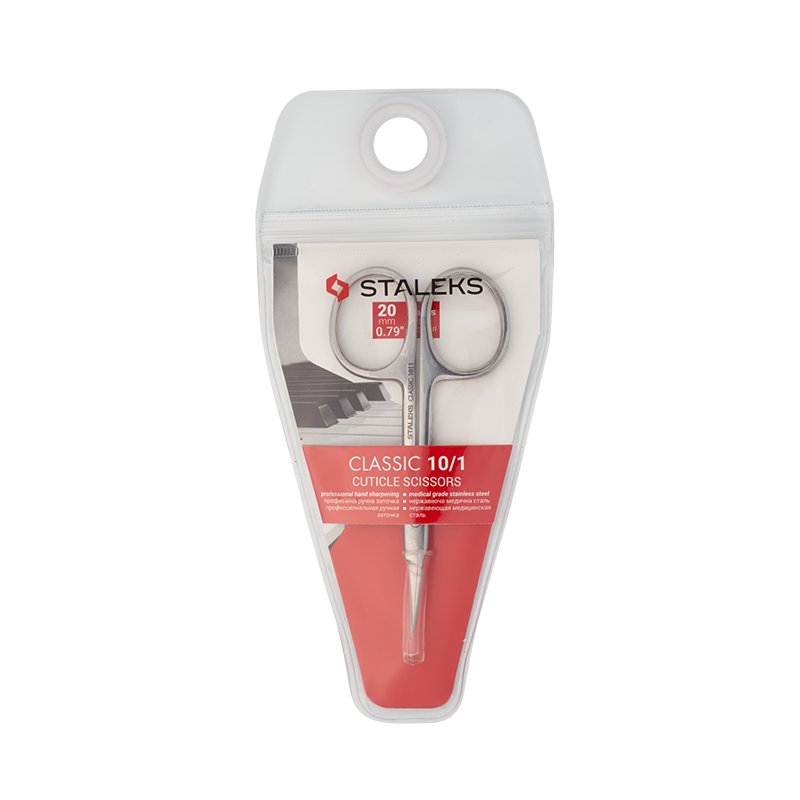 STALEKS
20
mm
0.79"
STALEKS CLASSIC 10|1
CLASSIC 10/1
CUTICLE SCISSORS
professional hand sharpening • medical grade stainless steel
професійна ручна заточка • нержавіюча медична сталь
профессиональная ручная заточка • нержавеющая медицинская сталь